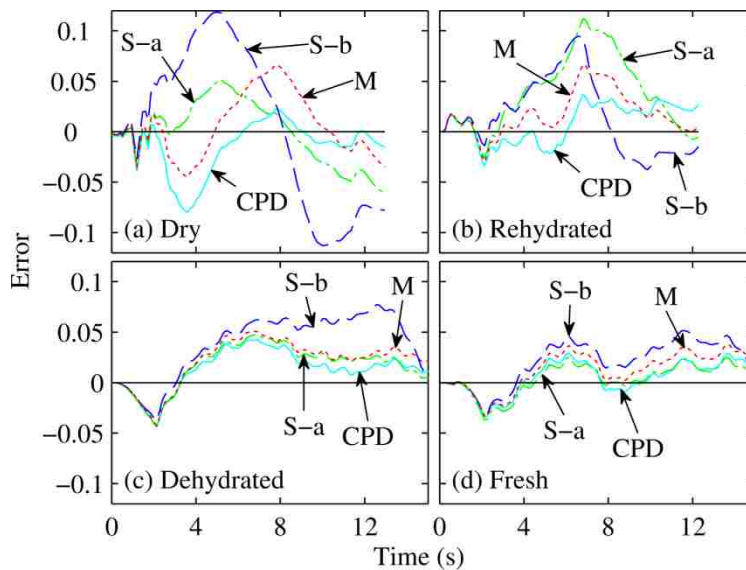 0.1
0.05
0
−0.05
−0.1
S−a
S−b
M
CPD
(a) Dry
M
S−a
CPD
S−b
(b) Rehydrated
Error
0.1
0.05
0
−0.05
−0.1
S−b
M
S−a
CPD
(c) Dehydrated
S−b
M
S−a
CPD
(d) Fresh
0 4 8 12
4 8 12
Time (s)